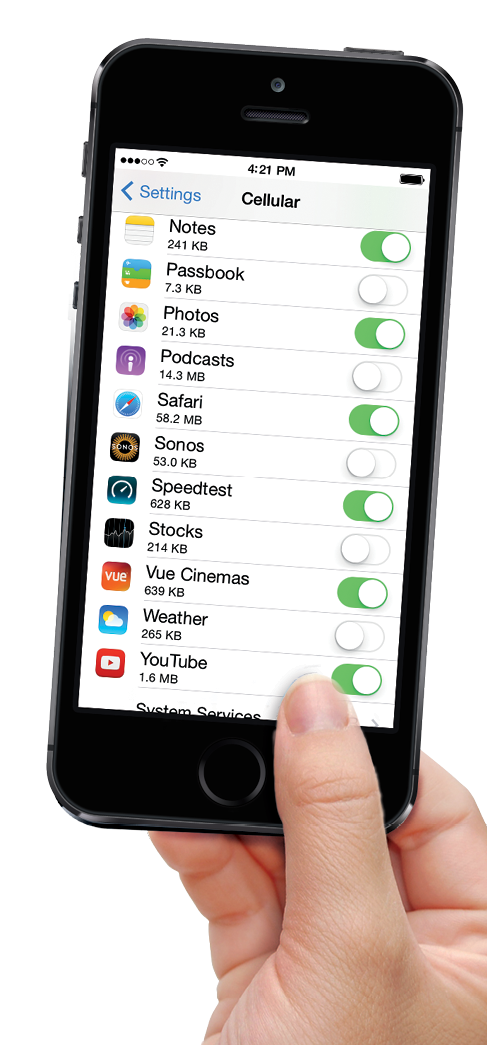 4:21 PM
Settings
Cellular
Notes
241 KB
Passbook
7.3 KB
Photos
21.3 KB
Podcasts
14.3 MB
Safari
58.2 MB
SONOS
Sonos
53.0 KB
Speedtest
628 KB
Stocks
214 KB
vue
Vue Cinemas
639 KB
Weather
265 KB
YouTube
1.6 MB
System Services